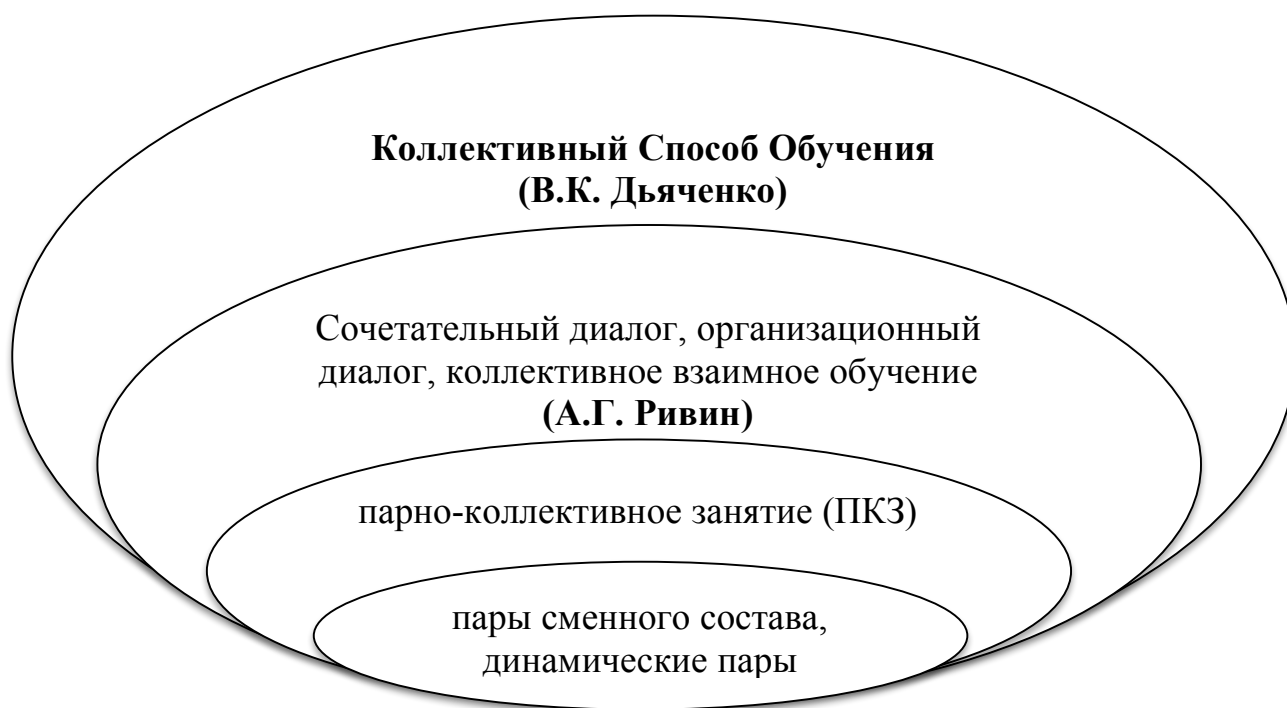 Коллективный Способ Обучения
(В.К. Дьяченко)
Сочетательный диалог, организационный
диалог, коллективное взаимное обучение
(А.Г. Ривин)
парно-коллективное занятие (ПКЗ)
пары сменного состава,
динамические пары